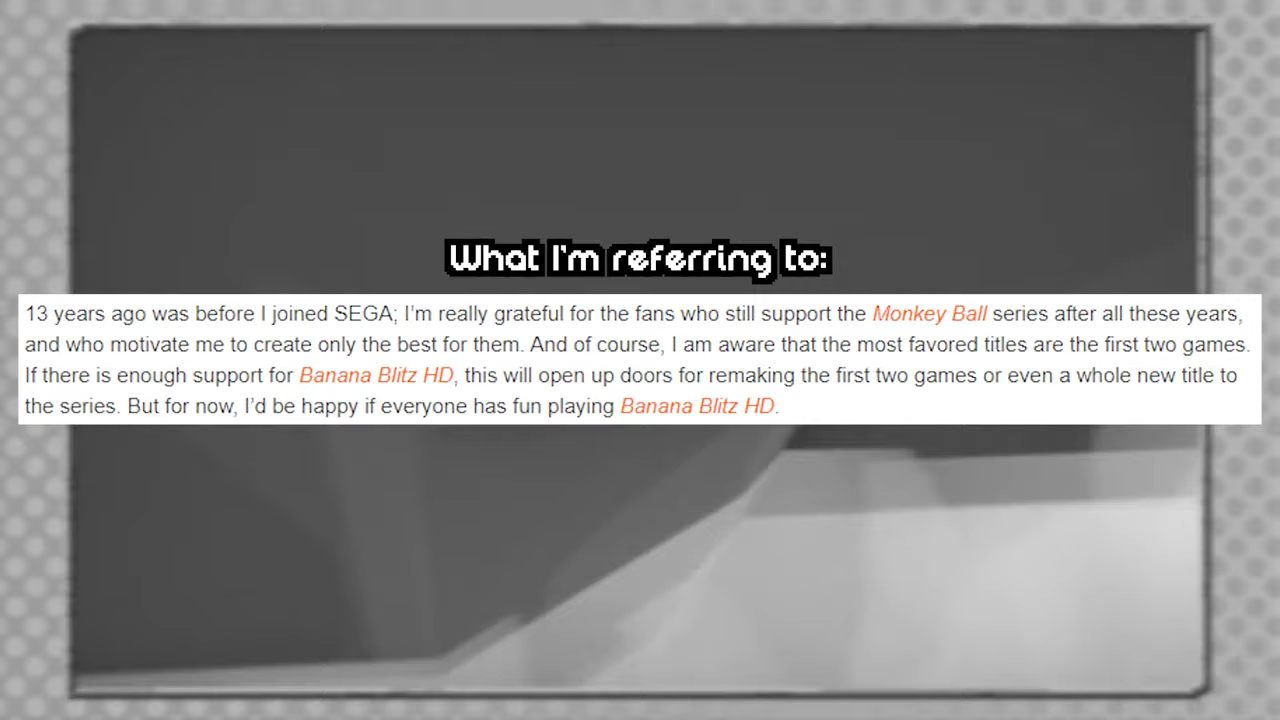 What I'm referring to:
13 years ago was before I joined SEGA; I’m really grateful for the fans who still support the Monkey Ball series after all these years,
and who motivate me to create only the best for them. And of course, I am aware that the most favored titles are the first two games.
If there is enough support for Banana Blitz HD, this will open up doors for remaking the first two games or even a whole new title to
the series. But for now, I’d be happy if everyone has fun playing Banana Blitz HD.